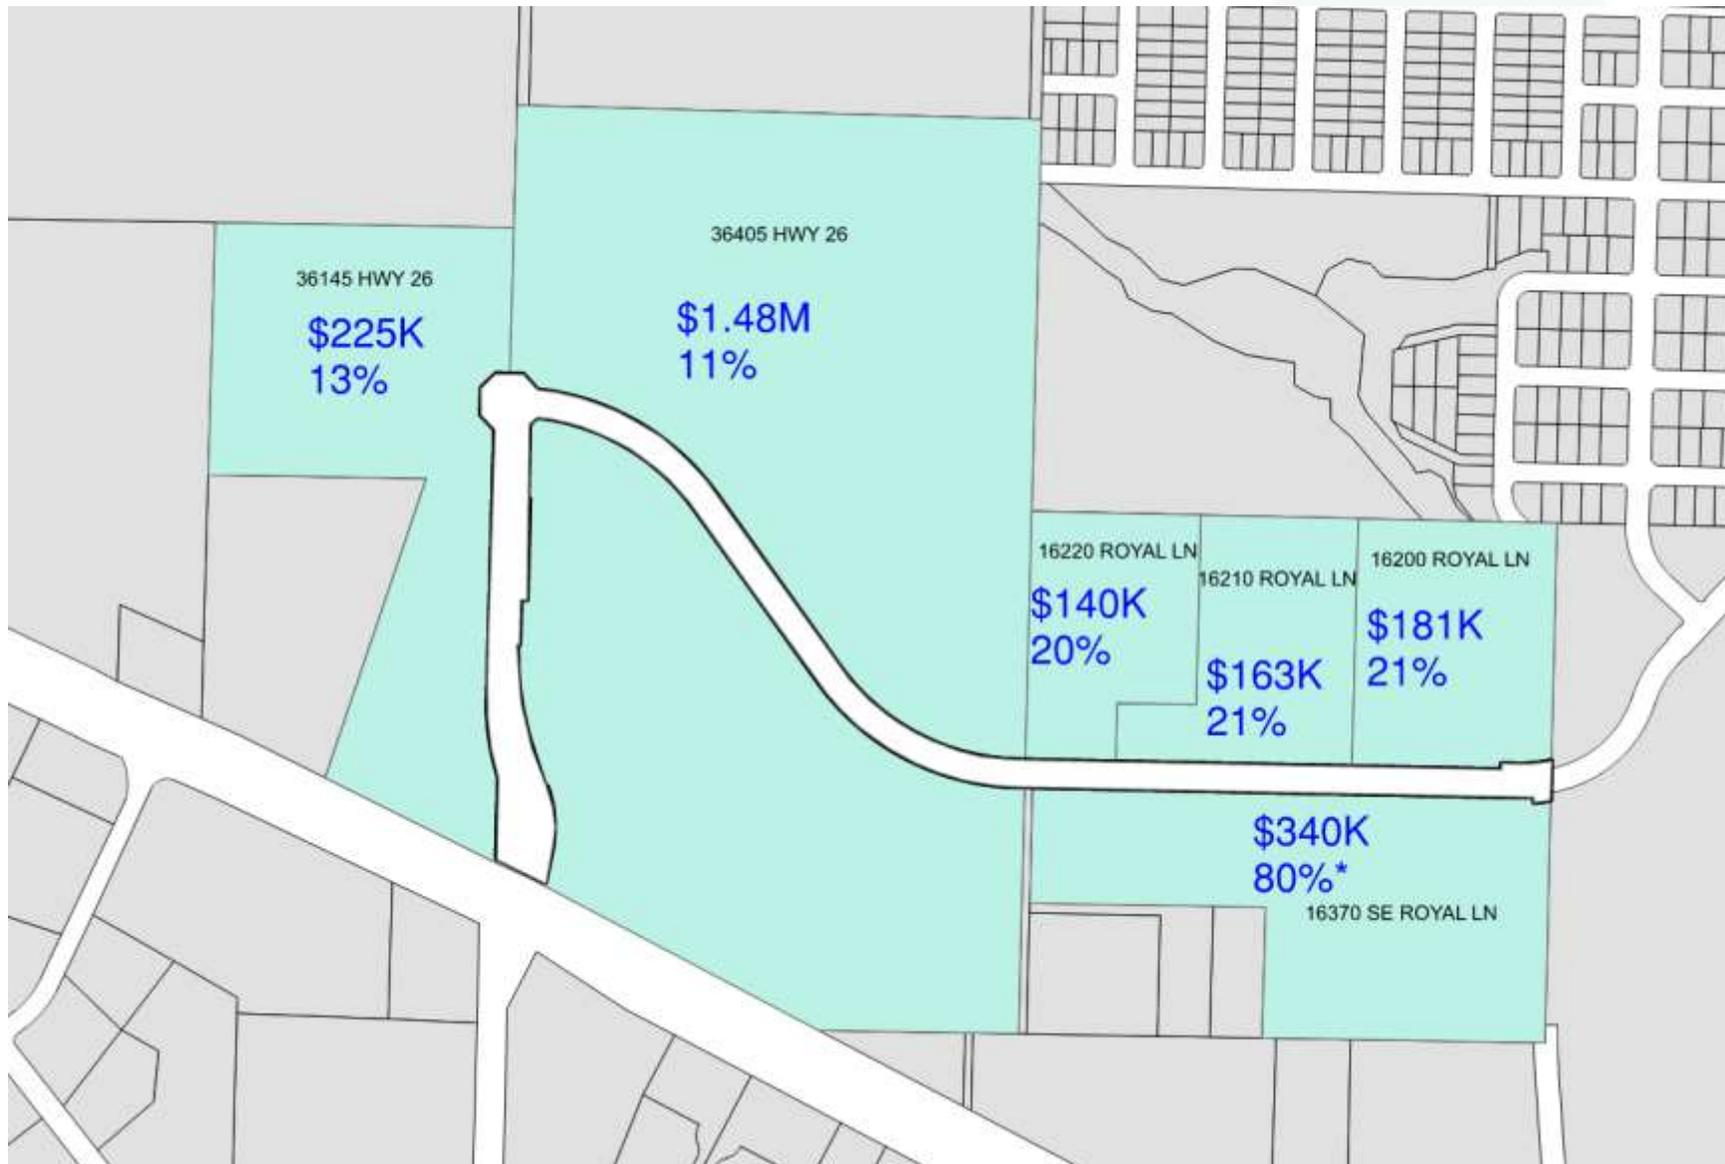 36405 HWY 26
$1.48M
11%
36145 HWY 26
$225K
13%
16220 ROYAL LN
$140K
20%
16210 ROYAL LN
$163K
21%
16200 ROYAL LN
$181K
21%
$340K
80%*
16370 SE ROYAL LN